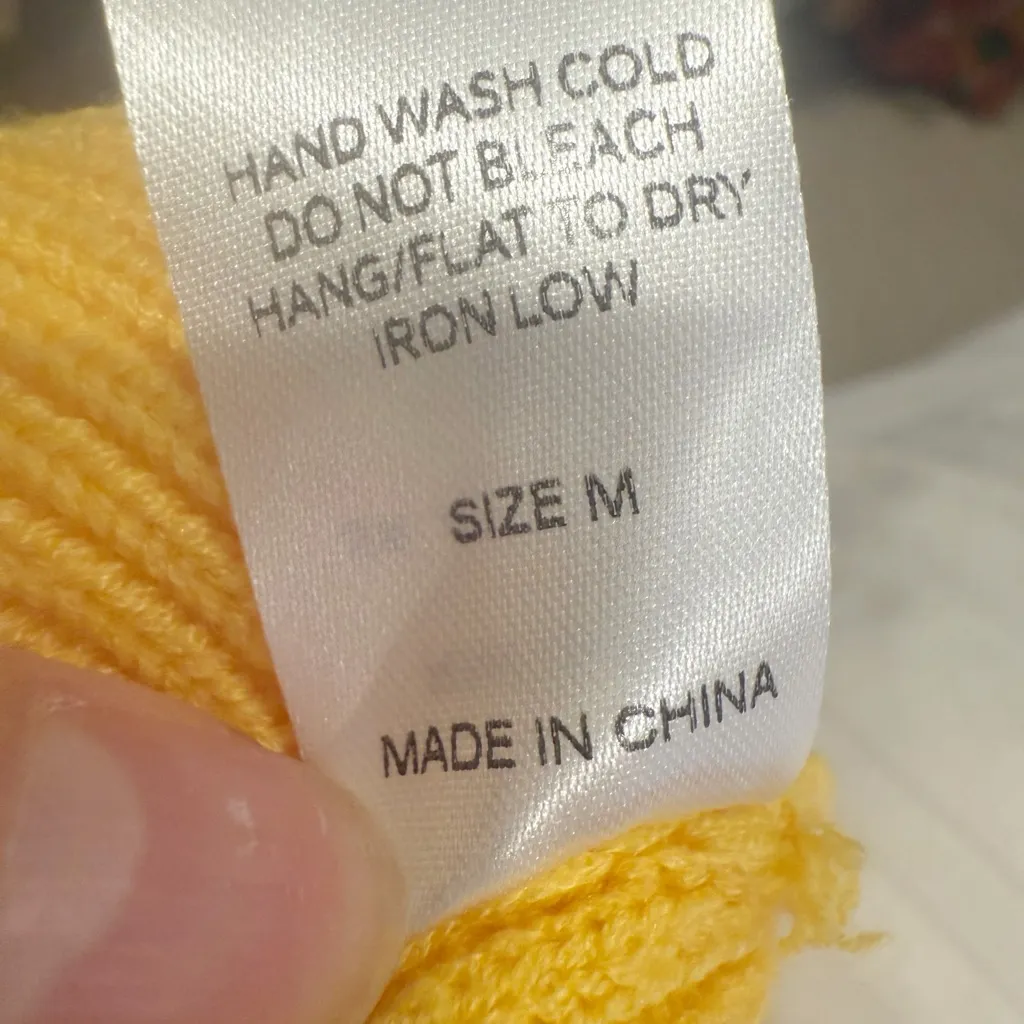 HAND WASH COLD
DO NOT BLEACH
HANG/FLAT TO DRY
IRON LOW
SIZE M
MADE IN CHINA